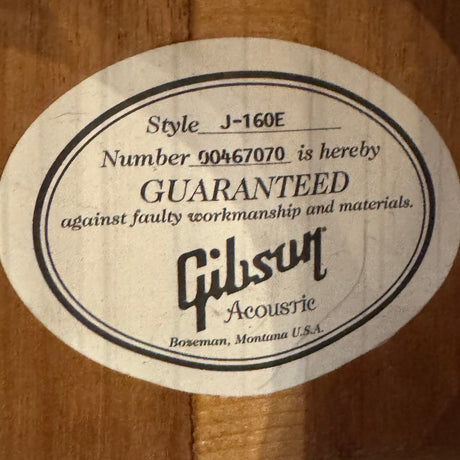 Style J-160E
Number 00467070 is hereby
GUARANTEED
against faulty workmanship and materials.
Gibson
Acoustic
Bozeman, Montana U.S.A.